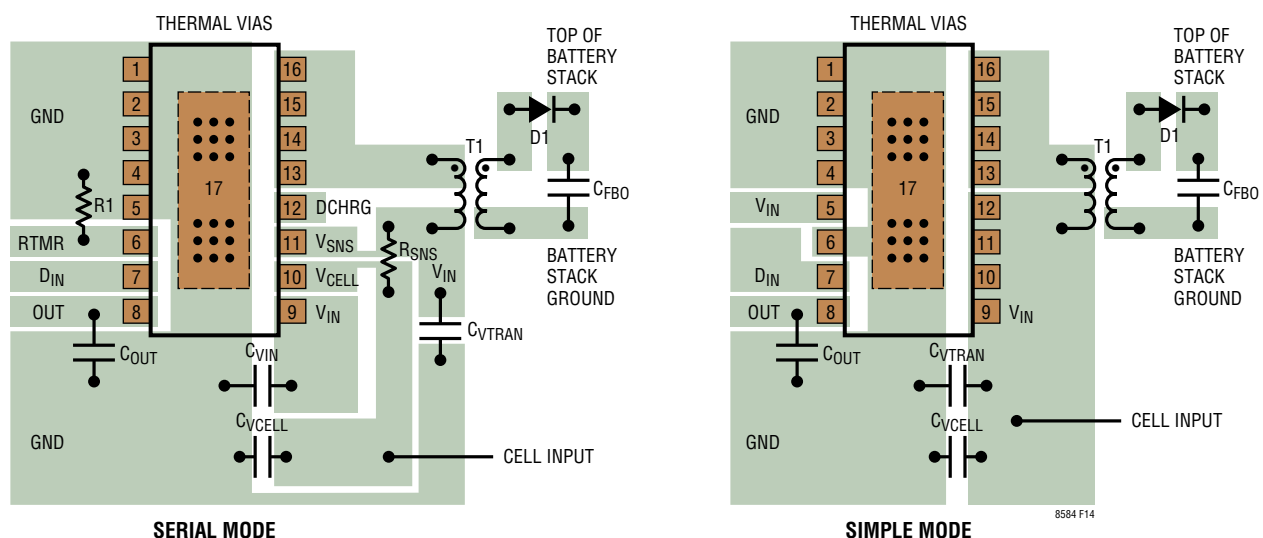 THERMAL VIAS
TOP OF
BATTERY
STACK
1
2
3
4
5
6
7
8
16
15
14
13
12
11
10
9
17
GND
R1
RTMR
DIN
OUT
COUT
GND
DCHRG
VSNS
VCELL
VIN
RSNS
VIN
CVTRAN
CVIN
CVCELL
T1
D1
CFBO
BATTERY
STACK
GROUND
CELL INPUT
SERIAL MODE
THERMAL VIAS
TOP OF
BATTERY
STACK
1
2
3
4
5
6
7
8
16
15
14
13
12
11
10
9
17
GND
VIN
DIN
OUT
COUT
GND
VIN
CVTRAN
CVCELL
T1
D1
CFBO
BATTERY
STACK
GROUND
CELL INPUT
8584 F14
SIMPLE MODE